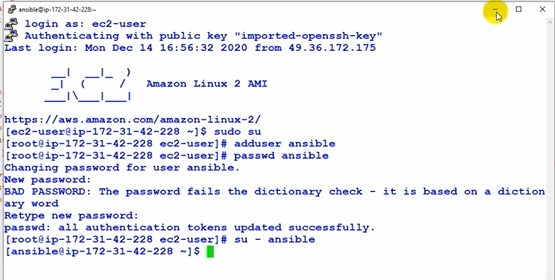 ansible@ip-172-31-42-228:~
login as: ec2-user
Authenticating with public key "imported-openssh-key"
Last login: Mon Dec 14 16:56:32 2020 from 49.36.172.175
__|  __|_  )
_|  (     /   Amazon Linux 2 AMI
___|\___|___|
https://aws.amazon.com/amazon-linux-2/
[ec2-user@ip-172-31-42-228 ~]$ sudo su
[root@ip-172-31-42-228 ec2-user]# adduser ansible
[root@ip-172-31-42-228 ec2-user]# passwd ansible
Changing password for user ansible.
New password:
BAD PASSWORD: The password fails the dictionary check - it is based on a diction
ary word
Retype new password:
passwd: all authentication tokens updated successfully.
[root@ip-172-31-42-228 ec2-user]# su - ansible
[ansible@ip-172-31-42-228 ~]$